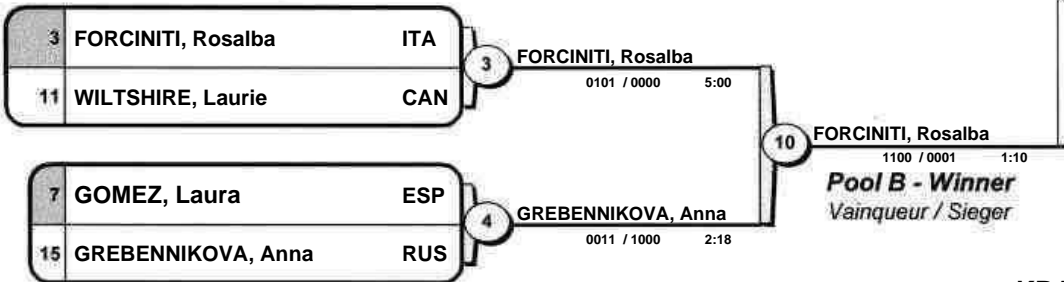 3 FORCINITI, Rosalba ITA
11 WILTSHIRE, Laurie CAN
3
FORCINITI, Rosalba
0101 / 0000 5:00
7 GOMEZ, Laura ESP
15 GREBENNIKOVA, Anna RUS
4
GREBENNIKOVA, Anna
0011 / 1000 2:18
10
FORCINITI, Rosalba
1100 / 0001 1:10
Pool B - Winner
Vainqueur / Sieger